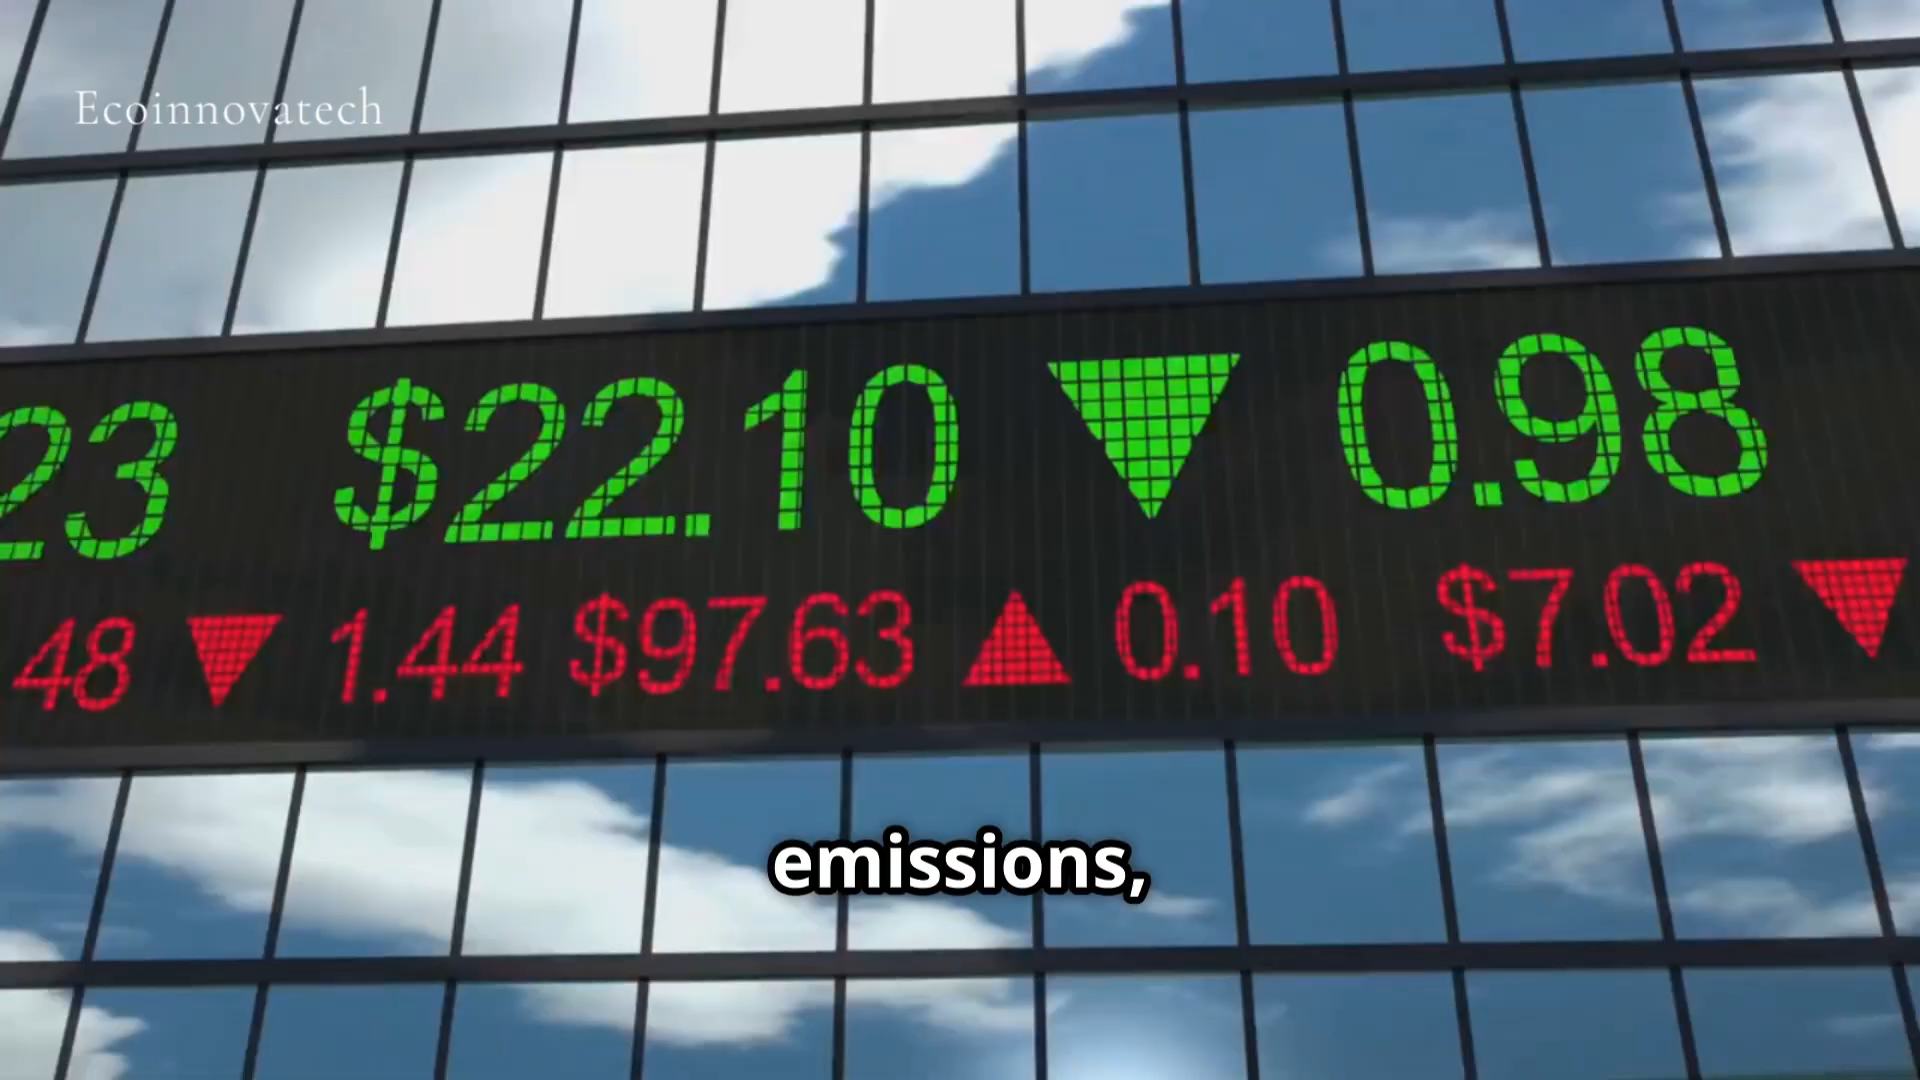 Ecoinnovatech
23 $22.10 ▼ 0.98
48 ▼ 1.44 $97.63 ▲ 0.10 $7.02 ▼
emissions,